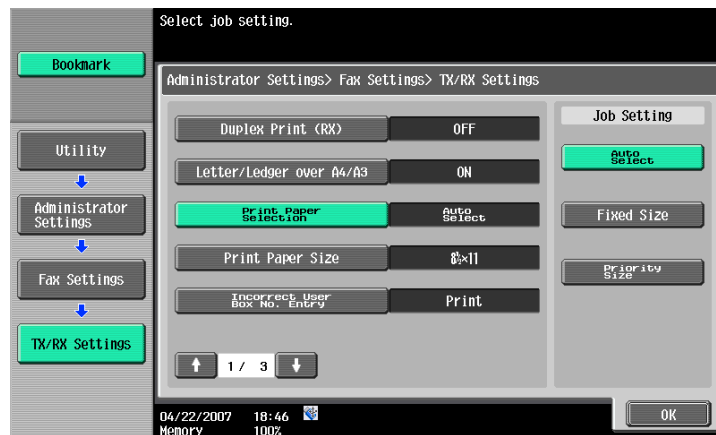 Select job setting.
Bookmark
Administrator Settings> Fax Settings> TX/RX Settings
Utility
Administrator
Settings
Fax Settings
TX/RX Settings
Duplex Print (RX) OFF
Letter/Ledger over A4/A3 ON
Print Paper
Selection
Auto
Select
Print Paper Size 8½×11
Incorrect User
Box No. Entry
Print
1/ 3
Job Setting
Auto
Select
Fixed Size
Priority
Size
04/22/2007 18:46
Memory 100%
OK